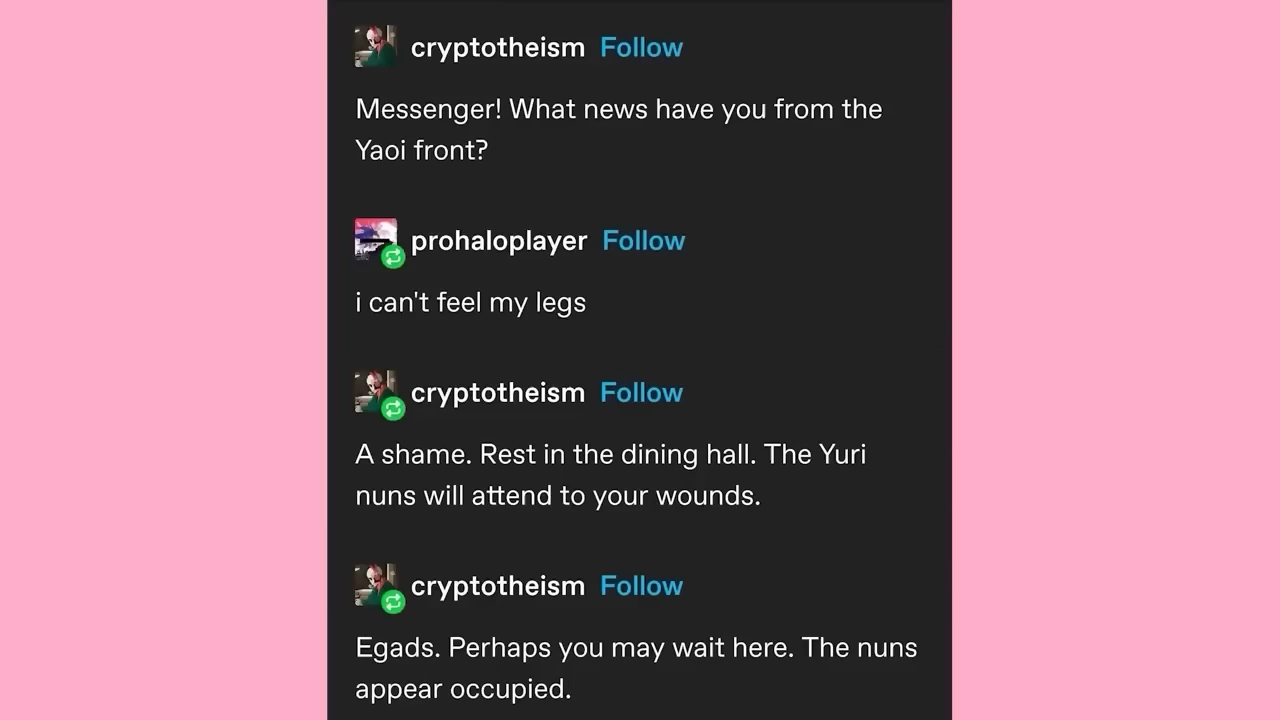 cryptotheism Follow
Messenger! What news have you from the
Yaoi front?
prohaloplayer Follow
i can't feel my legs
cryptotheism Follow
A shame. Rest in the dining hall. The Yuri
nuns will attend to your wounds.
cryptotheism Follow
Egads. Perhaps you may wait here. The nuns
appear occupied.